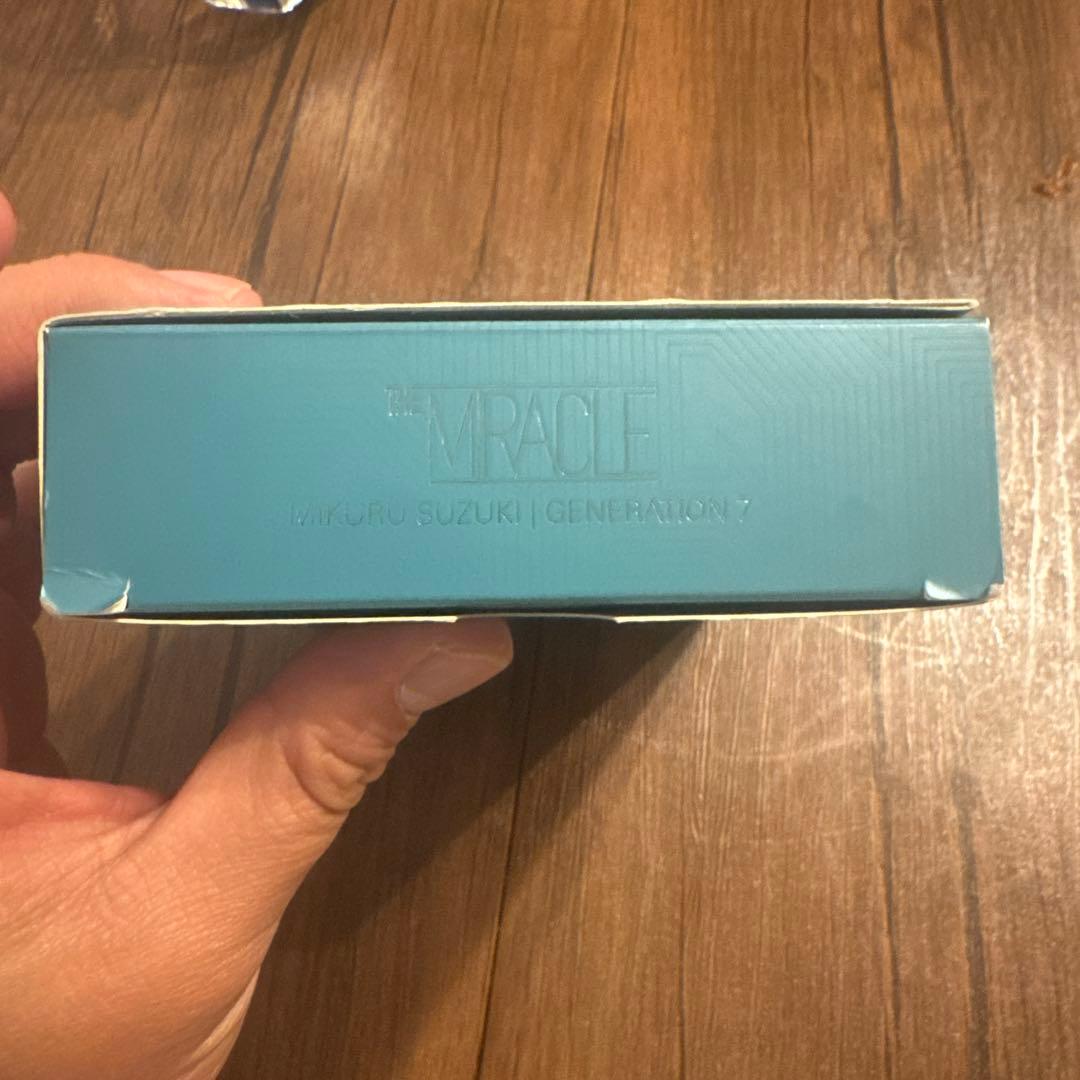 THE MIRACLE
MIKURU SUZUKI | GENERATION 7